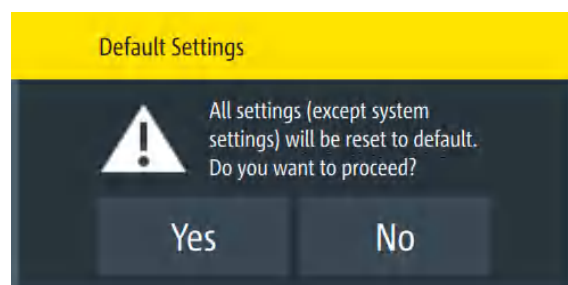 Default Settings
All settings (except system
settings) will be reset to default.
Do you want to proceed?
Yes No